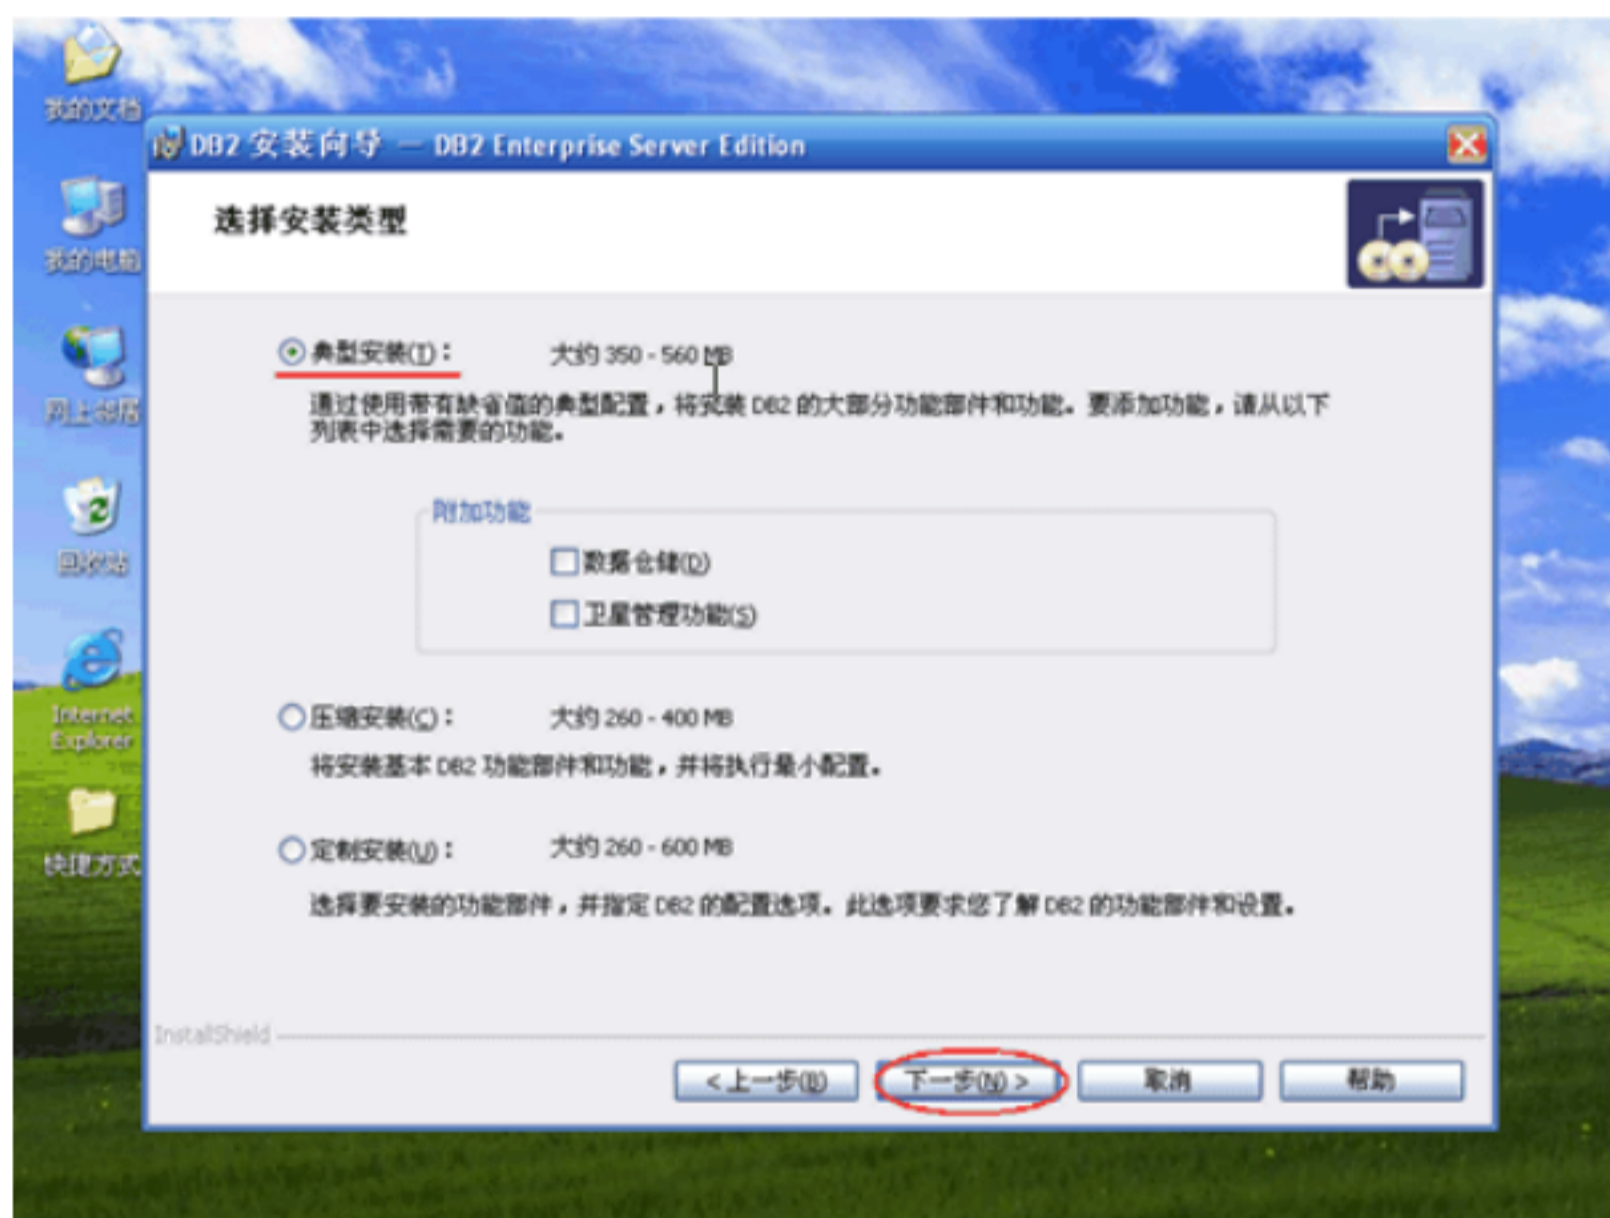 我的文档
我的电脑
网上邻居
回收站
Internet
Explorer
快捷方式
DB2 安装向导 — DB2 Enterprise Server Edition
选择安装类型
典型安装(T)： 大约 350 - 560 MB
通过使用带有缺省值的典型配置，将安装 DB2 的大部分功能部件和功能。要添加功能，请从以下
列表中选择需要的功能。
附加功能
数据仓储(D)
卫星管理功能(S)
压缩安装(C)： 大约 260 - 400 MB
将安装基本 DB2 功能部件和功能，并将执行最小配置。
定制安装(U)： 大约 260 - 600 MB
选择要安装的功能部件，并指定 DB2 的配置选项。此选项要求您了解 DB2 的功能部件和设置。
InstallShield
<上一步(B) 下一步(N) > 取消 帮助